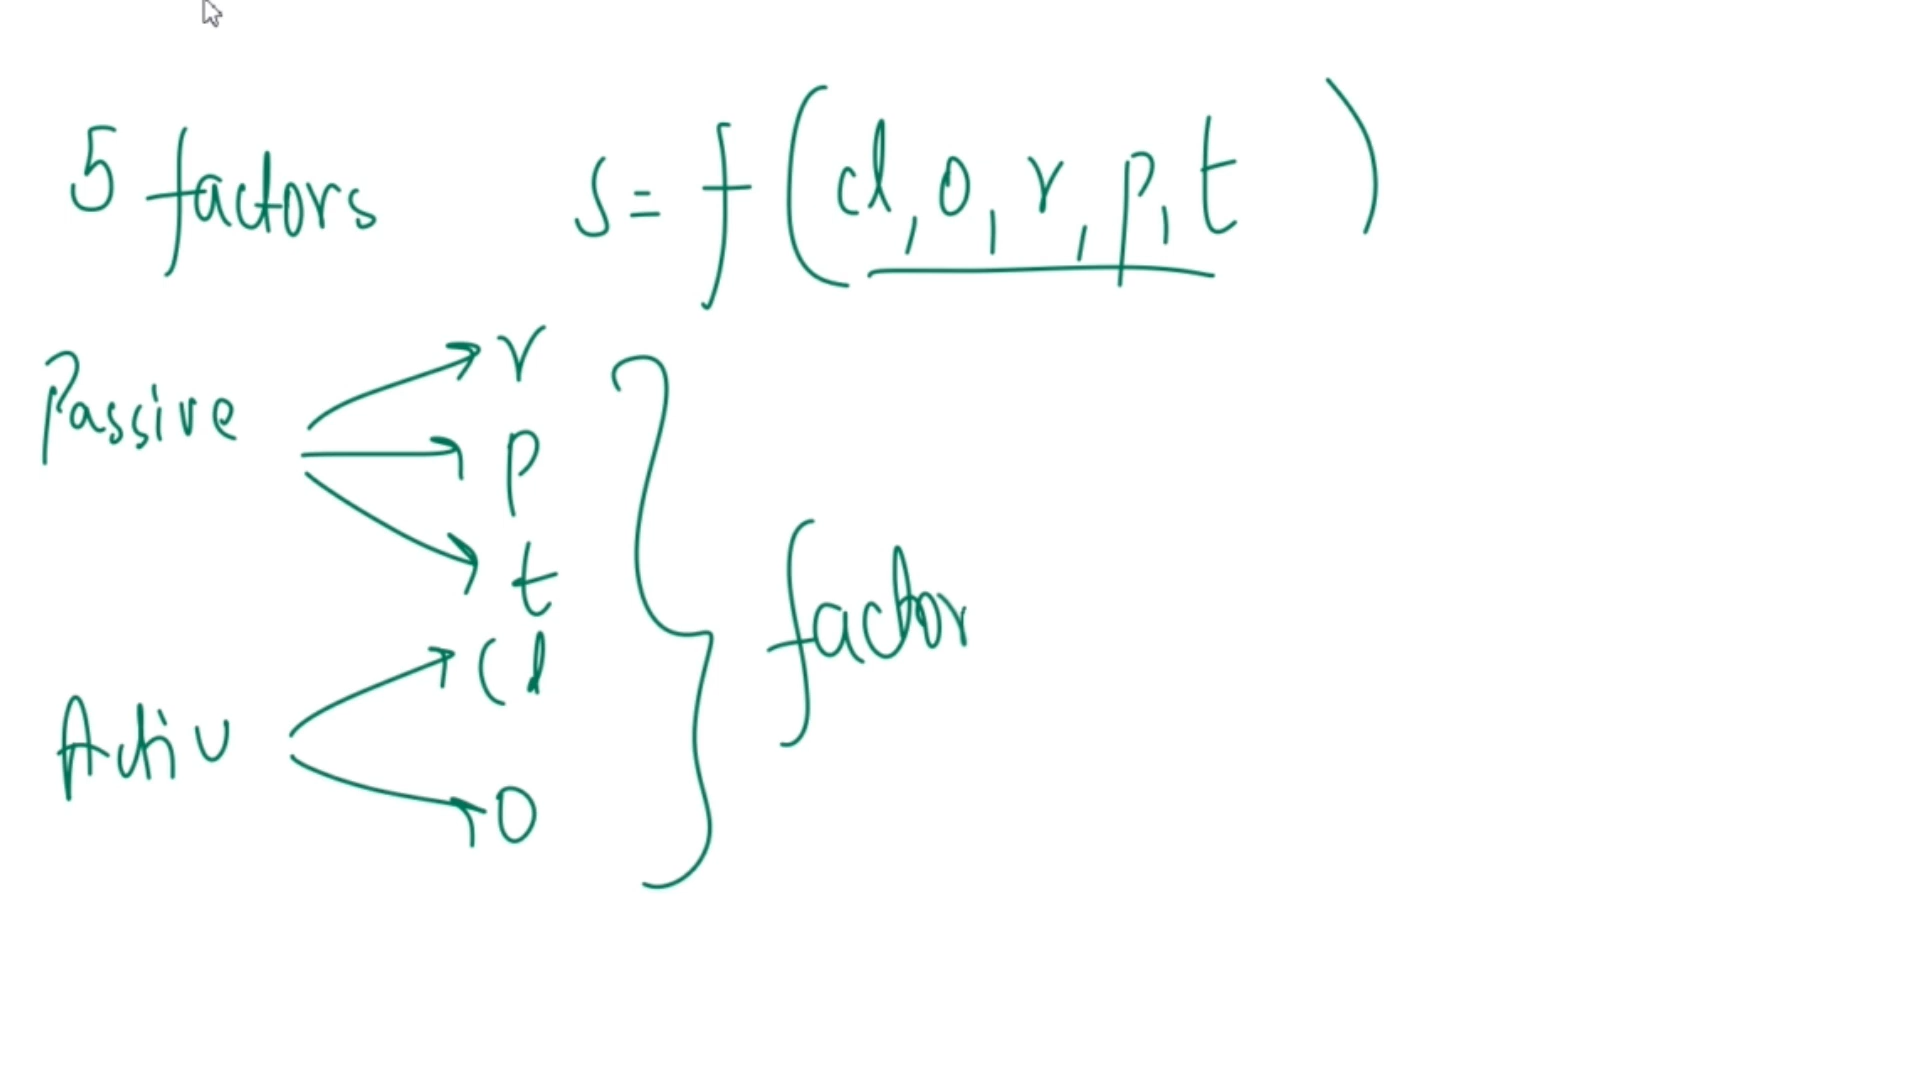 5 factors s = f (cl, o, r, p, t )
Passive r
p
t
cl
Activ o
factor